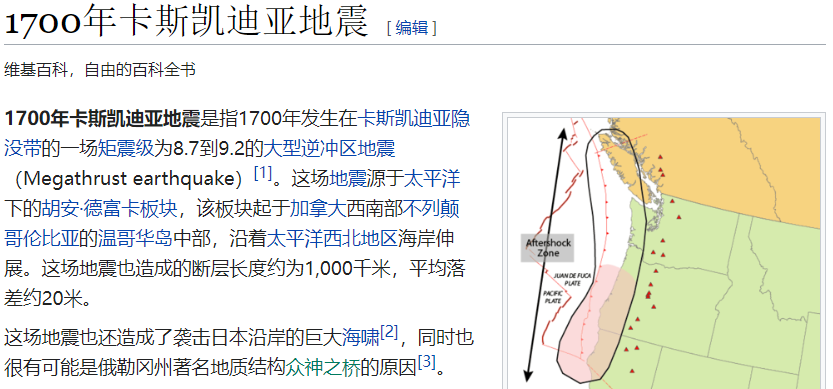 1700年卡斯凯迪亚地震 [编辑]
维基百科，自由的百科全书
1700年卡斯凯迪亚地震是指1700年发生在卡斯凯迪亚隐
没带的一场矩震级为8.7到9.2的大型逆冲区地震
（Megathrust earthquake）[1]。这场地震源于太平洋
下的胡安·德富卡板块，该板块起于加拿大西南部不列颠
哥伦比亚的温哥华岛中部，沿着太平洋西北地区海岸伸
展。这场地震也造成的断层长度约为1,000千米，平均落
差约20米。
这场地震也还造成了袭击日本沿岸的巨大海啸[2]，同时也
很有可能是俄勒冈州著名地质结构众神之桥的原因[3]。
Aftershock
Zone
JUAN DE FUCA
PLATE
PACIFIC
PLATE